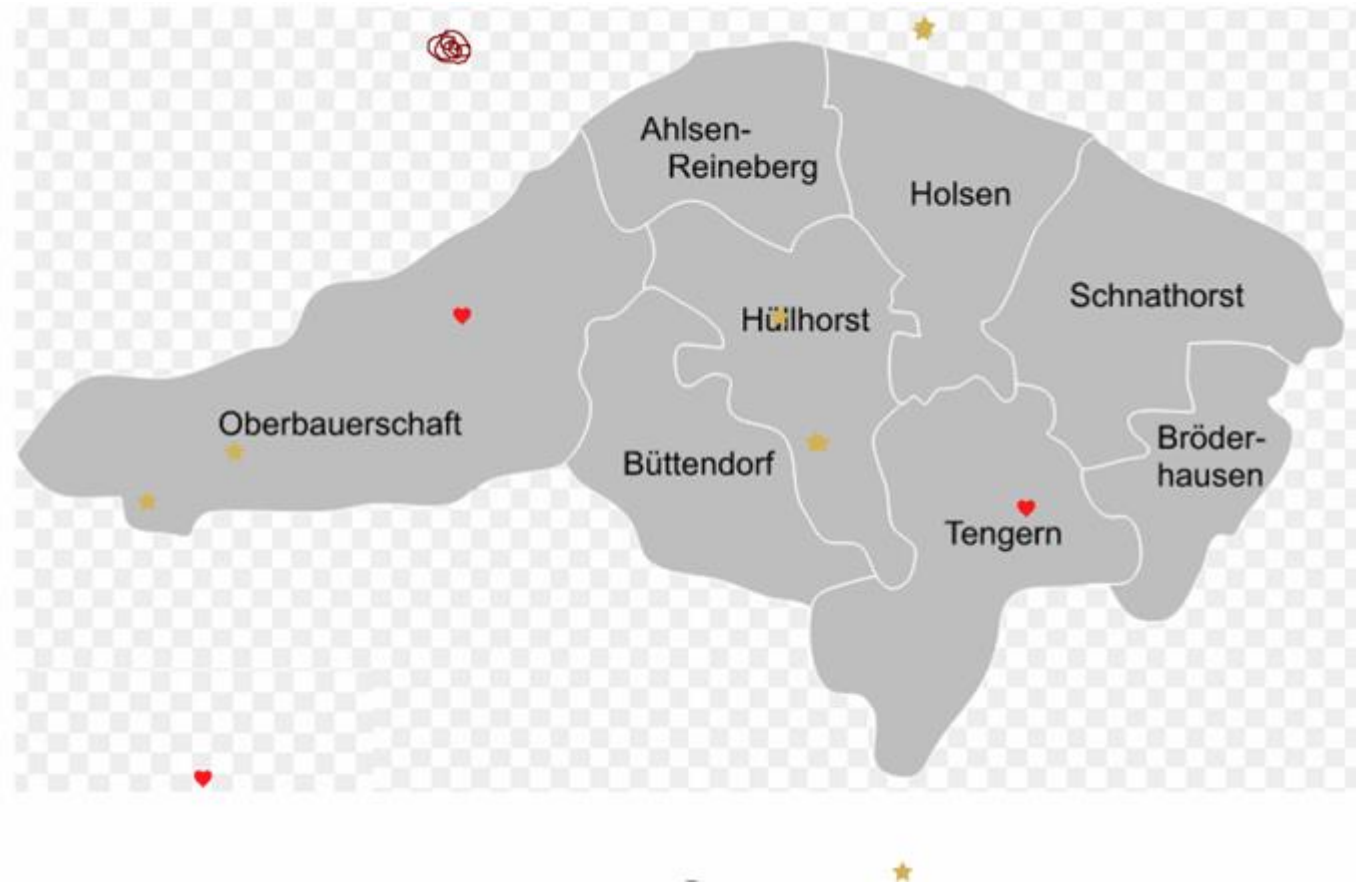 Ahlsen-
Reineberg
Holsen
Schnathorst
Hüllhorst
Oberbauerschaft
Büttendorf
Bröder-
hausen
Tengern